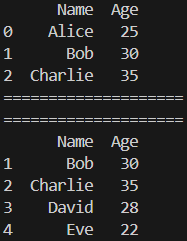 Name  Age
0    Alice   25
1      Bob   30
2  Charlie   35
====================
====================
      Name  Age
1      Bob   30
2  Charlie   35
3    David   28
4      Eve   22